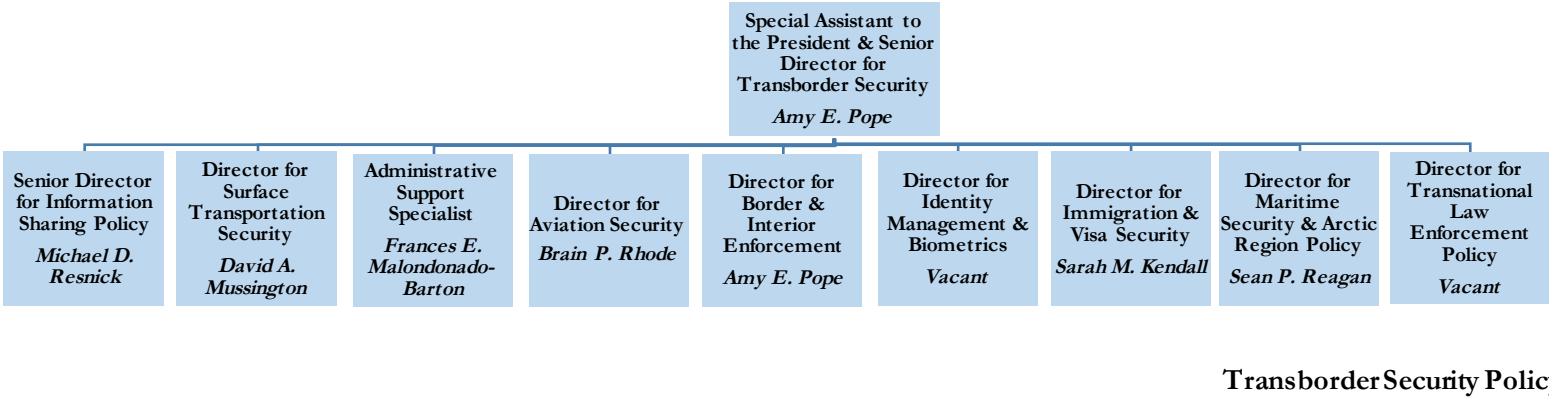 Special Assistant to
the President & Senior
Director for
Transborder Security
Amy E. Pope
Senior Director
for Information
Sharing Policy
Michael D.
Resnick
Director for
Surface
Transportation
Security
David A.
Mussington
Administrative
Support
Specialist
Frances E.
Malondonado-
Barton
Director for
Aviation Security
Brain P. Rhode
Director for
Border &
Interior
Enforcement
Amy E. Pope
Director for
Identity
Management &
Biometrics
Vacant
Director for
Immigration &
Visa Security
Sarah M. Kendall
Director for
Maritime
Security & Arctic
Region Policy
Sean P. Reagan
Director for
Transnational
Law
Enforcement
Policy
Vacant
Transborder Security Policy